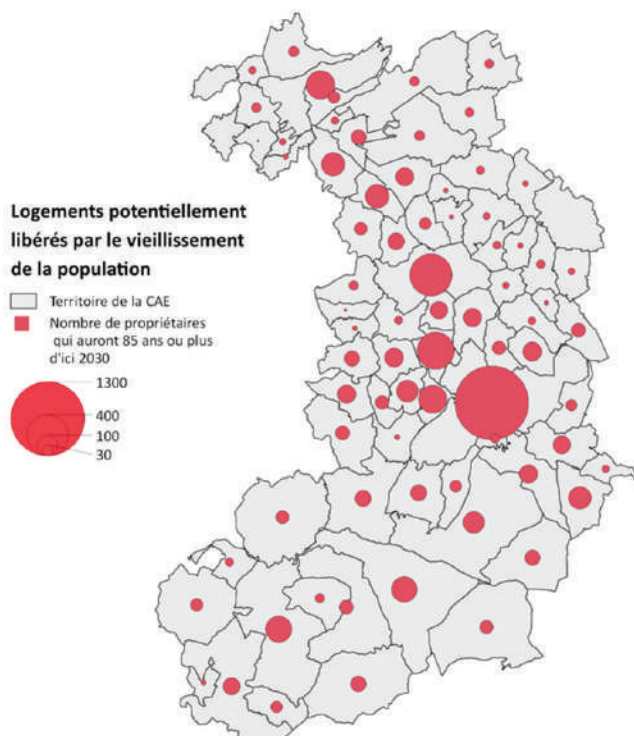 Logements potentiellement
libérés par le vieillissement
de la population
Territoire de la CAE
Nombre de propriétaires
qui auront 85 ans ou plus
d'ici 2030
1300
400
100
30